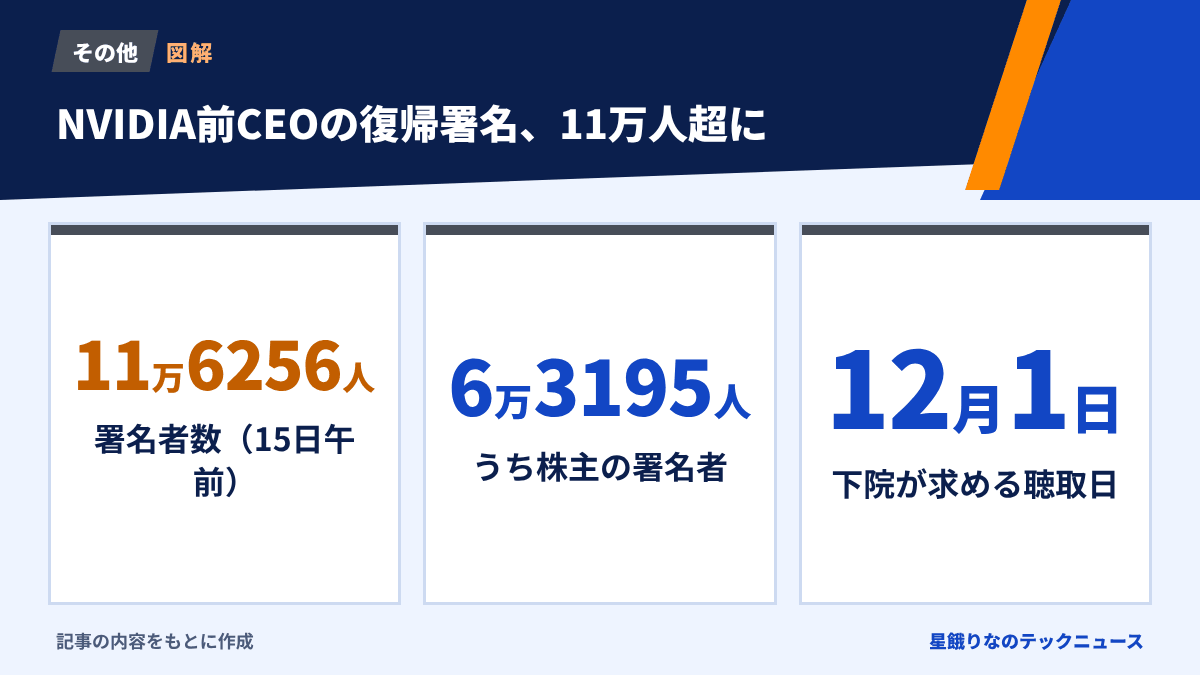 その他
図解
NVIDIA前CEOの復帰署名、11万人超に
11万6256人
署名者数（15日午
前）
6万3195人
うち株主の署名者
12月1日
下院が求める聴取日
記事の内容をもとに作成
星餓りなのテックニュース